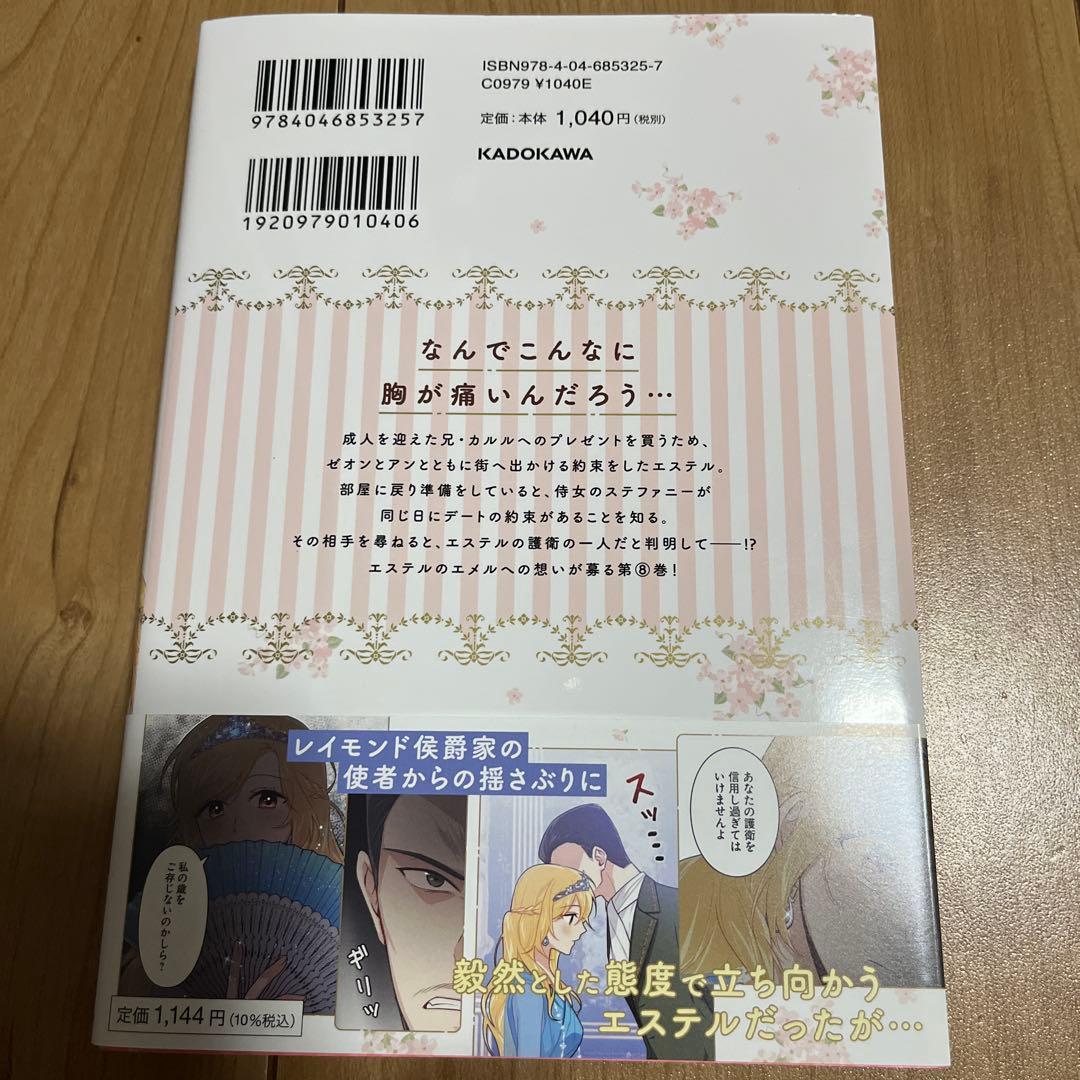 ISBN978-4-04-685325-7
C0979 ¥1040E
9784046853257
定価：本体 1,040円（税別）
KADOKAWA
1920979010406
なんでこんなに
胸が痛いんだろう…
成人を迎えた兄・カルルへのプレゼントを買うため、
ゼオンとアンとともに街へ出かける約束をしたエステル。
部屋に戻り準備をしていると、侍女のステファニーが
同じ日にデートの約束があることを知る。
その相手を尋ねると、エステルの護衛の一人だと判明して──!?
エステルのエメルへの想いが募る第⑧巻！
レイモンド侯爵家の
使者からの揺さぶりに
あなたの護衛を
信用し過ぎては
いけませんよ
スッ…
私の歳を
ご存じないのかしら？
ギリッ
毅然とした態度で立ち向かう
エステルだったが…
定価 1,144円（10%税込）